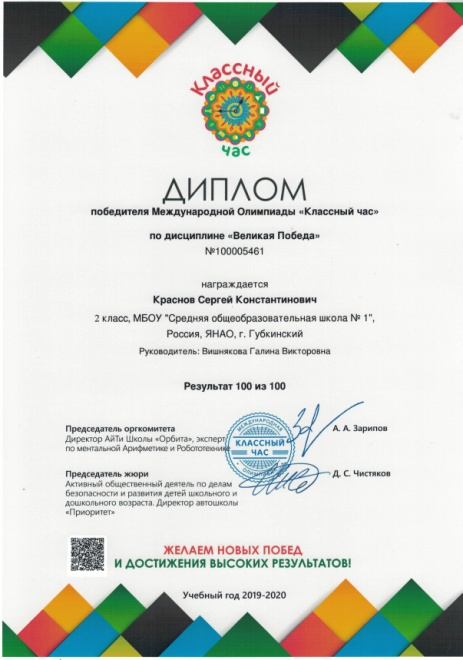 Классный
час
ДИПЛОМ
победителя Международной Олимпиады «Классный час»
по дисциплине «Великая Победа»
№100005461
награждается
Краснов Сергей Константинович
2 класс, МБОУ "Средняя общеобразовательная школа № 1",
Россия, ЯНАО, г. Губкинский
Руководитель: Вишнякова Галина Викторовна
Результат 100 из 100
Председатель оргкомитета
Директор АйТи Школы «Орбита», эксперт
по ментальной Арифметике и Робототехнике
А. А. Зарипов
МЕЖДУНАРОДНАЯ
КЛАССНЫЙ
ЧАС
ОЛИМПИАДА
Председатель жюри
Активный общественный деятель по делам
безопасности и развития детей школьного и
дошкольного возраста. Директор автошколы
«Приоритет»
Д. С. Чистяков
ЖЕЛАЕМ НОВЫХ ПОБЕД
И ДОСТИЖЕНИЯ ВЫСОКИХ РЕЗУЛЬТАТОВ!
Учебный год 2019-2020